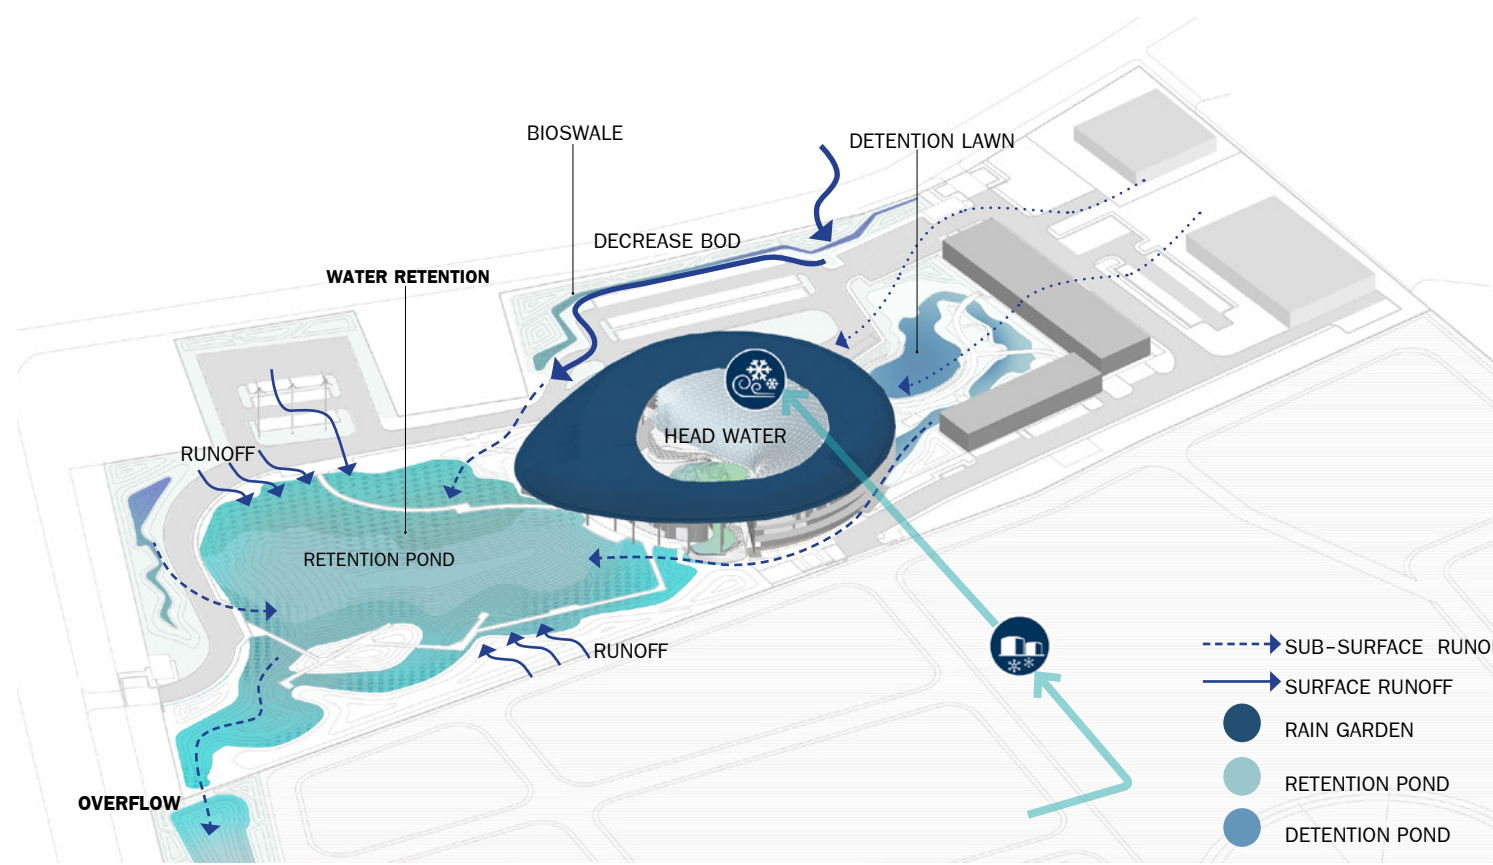 BIOSWALE
DETENTION LAWN
DECREASE BOD
WATER RETENTION
HEAD WATER
RUNOFF
RETENTION POND
RUNOFF
OVERFLOW
SUB-SURFACE RUNO
SURFACE RUNOFF
RAIN GARDEN
RETENTION POND
DETENTION POND